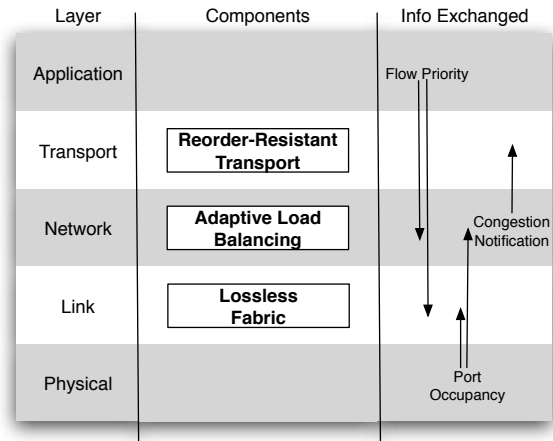 Layer Components Info Exchanged
Application Flow Priority
Transport Reorder-Resistant
Transport
Network Adaptive Load
Balancing Congestion
Notification
Link Lossless
Fabric
Physical Port
Occupancy